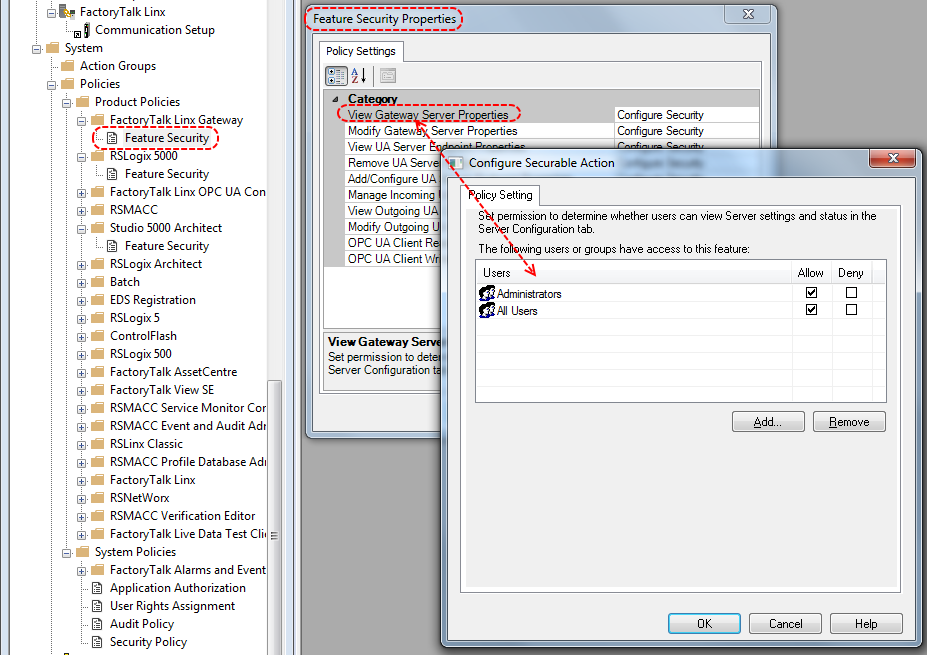 FactoryTalk Linx
Communication Setup
System
Action Groups
Policies
Product Policies
FactoryTalk Linx Gateway
Feature Security
RSLogix 5000
Feature Security
FactoryTalk Linx OPC UA Con
RSMACC
Studio 5000 Architect
Feature Security
RSLogix Architect
Batch
EDS Registration
RSLogix 5
ControlFlash
RSLogix 500
FactoryTalk AssetCentre
FactoryTalk View SE
RSMACC Service Monitor Cor
RSMACC Event and Audit Adr
RSLinx Classic
RSMACC Profile Database Adr
FactoryTalk Linx
RSNetWorx
RSMACC Verification Editor
FactoryTalk Live Data Test Clie
System Policies
FactoryTalk Alarms and Event
Application Authorization
User Rights Assignment
Audit Policy
Security Policy
Feature Security Properties
Policy Settings
Category
View Gateway Server Properties Configure Security
Modify Gateway Server Properties Configure Security
View UA Server Endpoint Properties Configure Security
Remove UA Serve
Add/Configure UA
Manage Incoming
View Outgoing UA
Modify Outgoing U
OPC UA Client Rea
OPC UA Client Wri
View Gateway Serve
Set permission to deter
Server Configuration ta
Configure Securable Action
Policy Setting
Set permission to determine whether users can view Server settings and status in the
Server Configuration tab.
The following users or groups have access to this feature:
Users Allow Deny
Administrators
All Users
Add...
Remove
OK
Cancel
Help